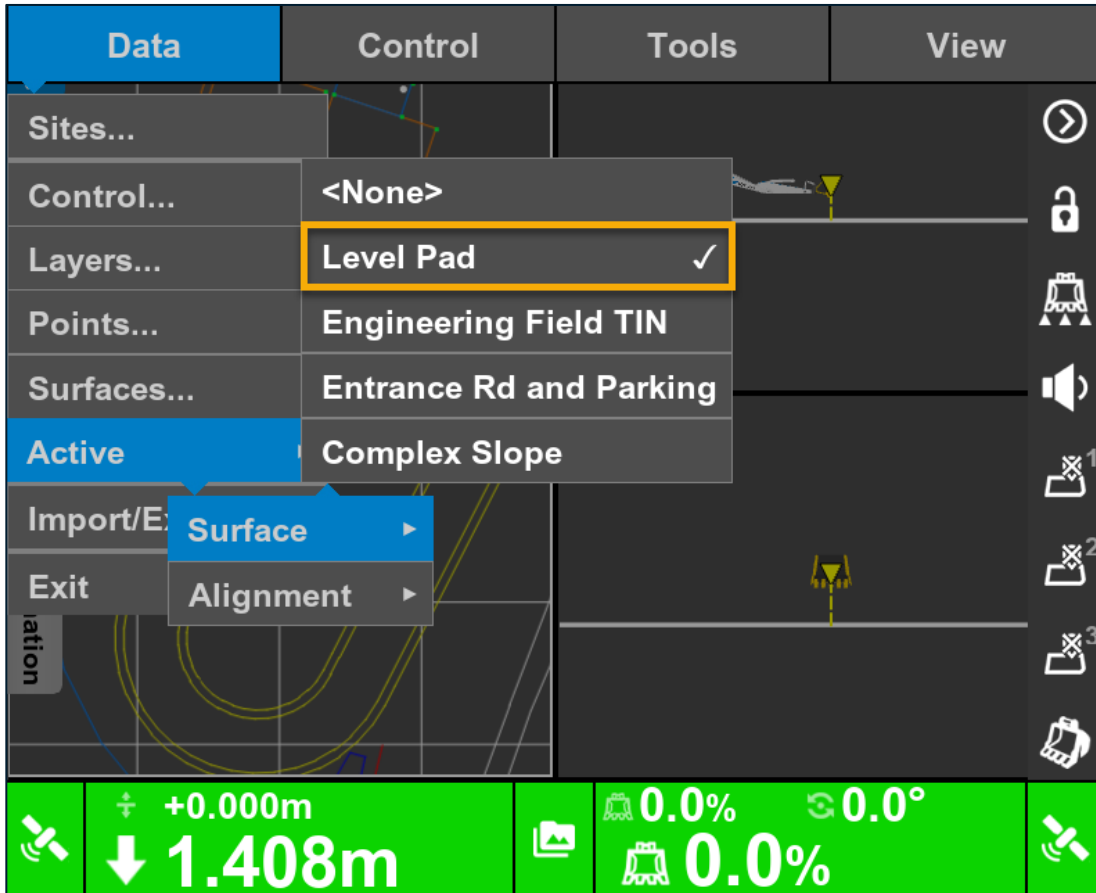 Data
Control
Tools
View
Sites...
Control...
Layers...
Points...
Surfaces...
Active
Import/E
Exit
<None>
Level Pad ✓
Engineering Field TIN
Entrance Rd and Parking
Complex Slope
Surface
Alignment
ation
1
2
3
+0.000m
1.408m
0.0%
0.0°
0.0%